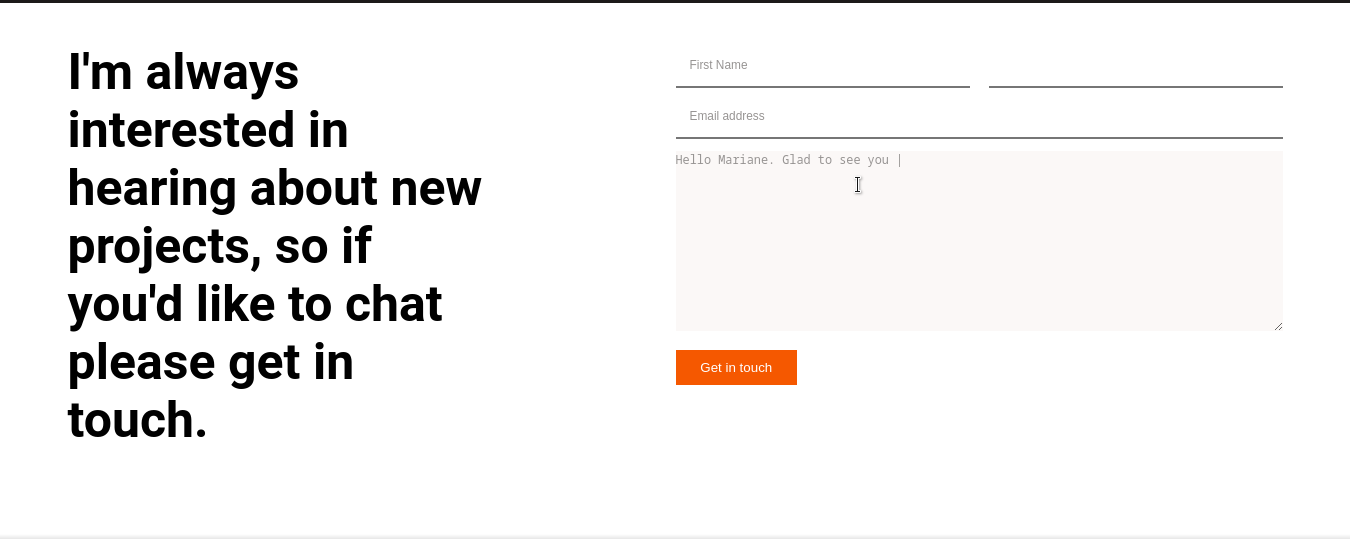 I'm always
interested in
hearing about new
projects, so if
you'd like to chat
please get in
touch.
First Name
Email address
Hello Mariane. Glad to see you
Get in touch